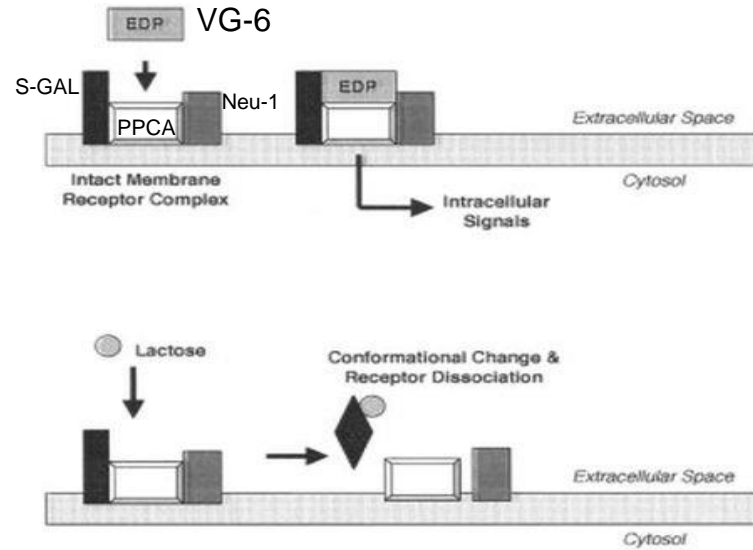 EDP VG-6
S-GAL
Neu-1
PPCA
EDP
Extracellular Space
Cytosol
Intact Membrane
Receptor Complex
Intracellular
Signals
Lactose
Conformational Change &
Receptor Dissociation
Extracellular Space
Cytosol